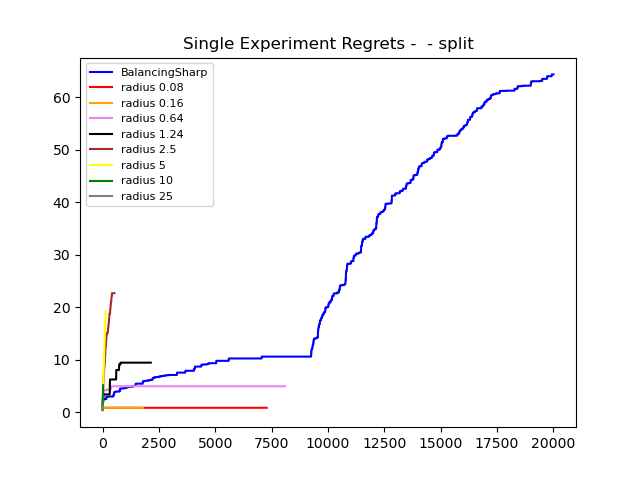 Single Experiment Regrets -  - split
BalancingSharp
radius 0.08
radius 0.16
radius 0.64
radius 1.24
radius 2.5
radius 5
radius 10
radius 25
60
50
40
30
20
10
0
0 2500 5000 7500 10000 12500 15000 17500 20000